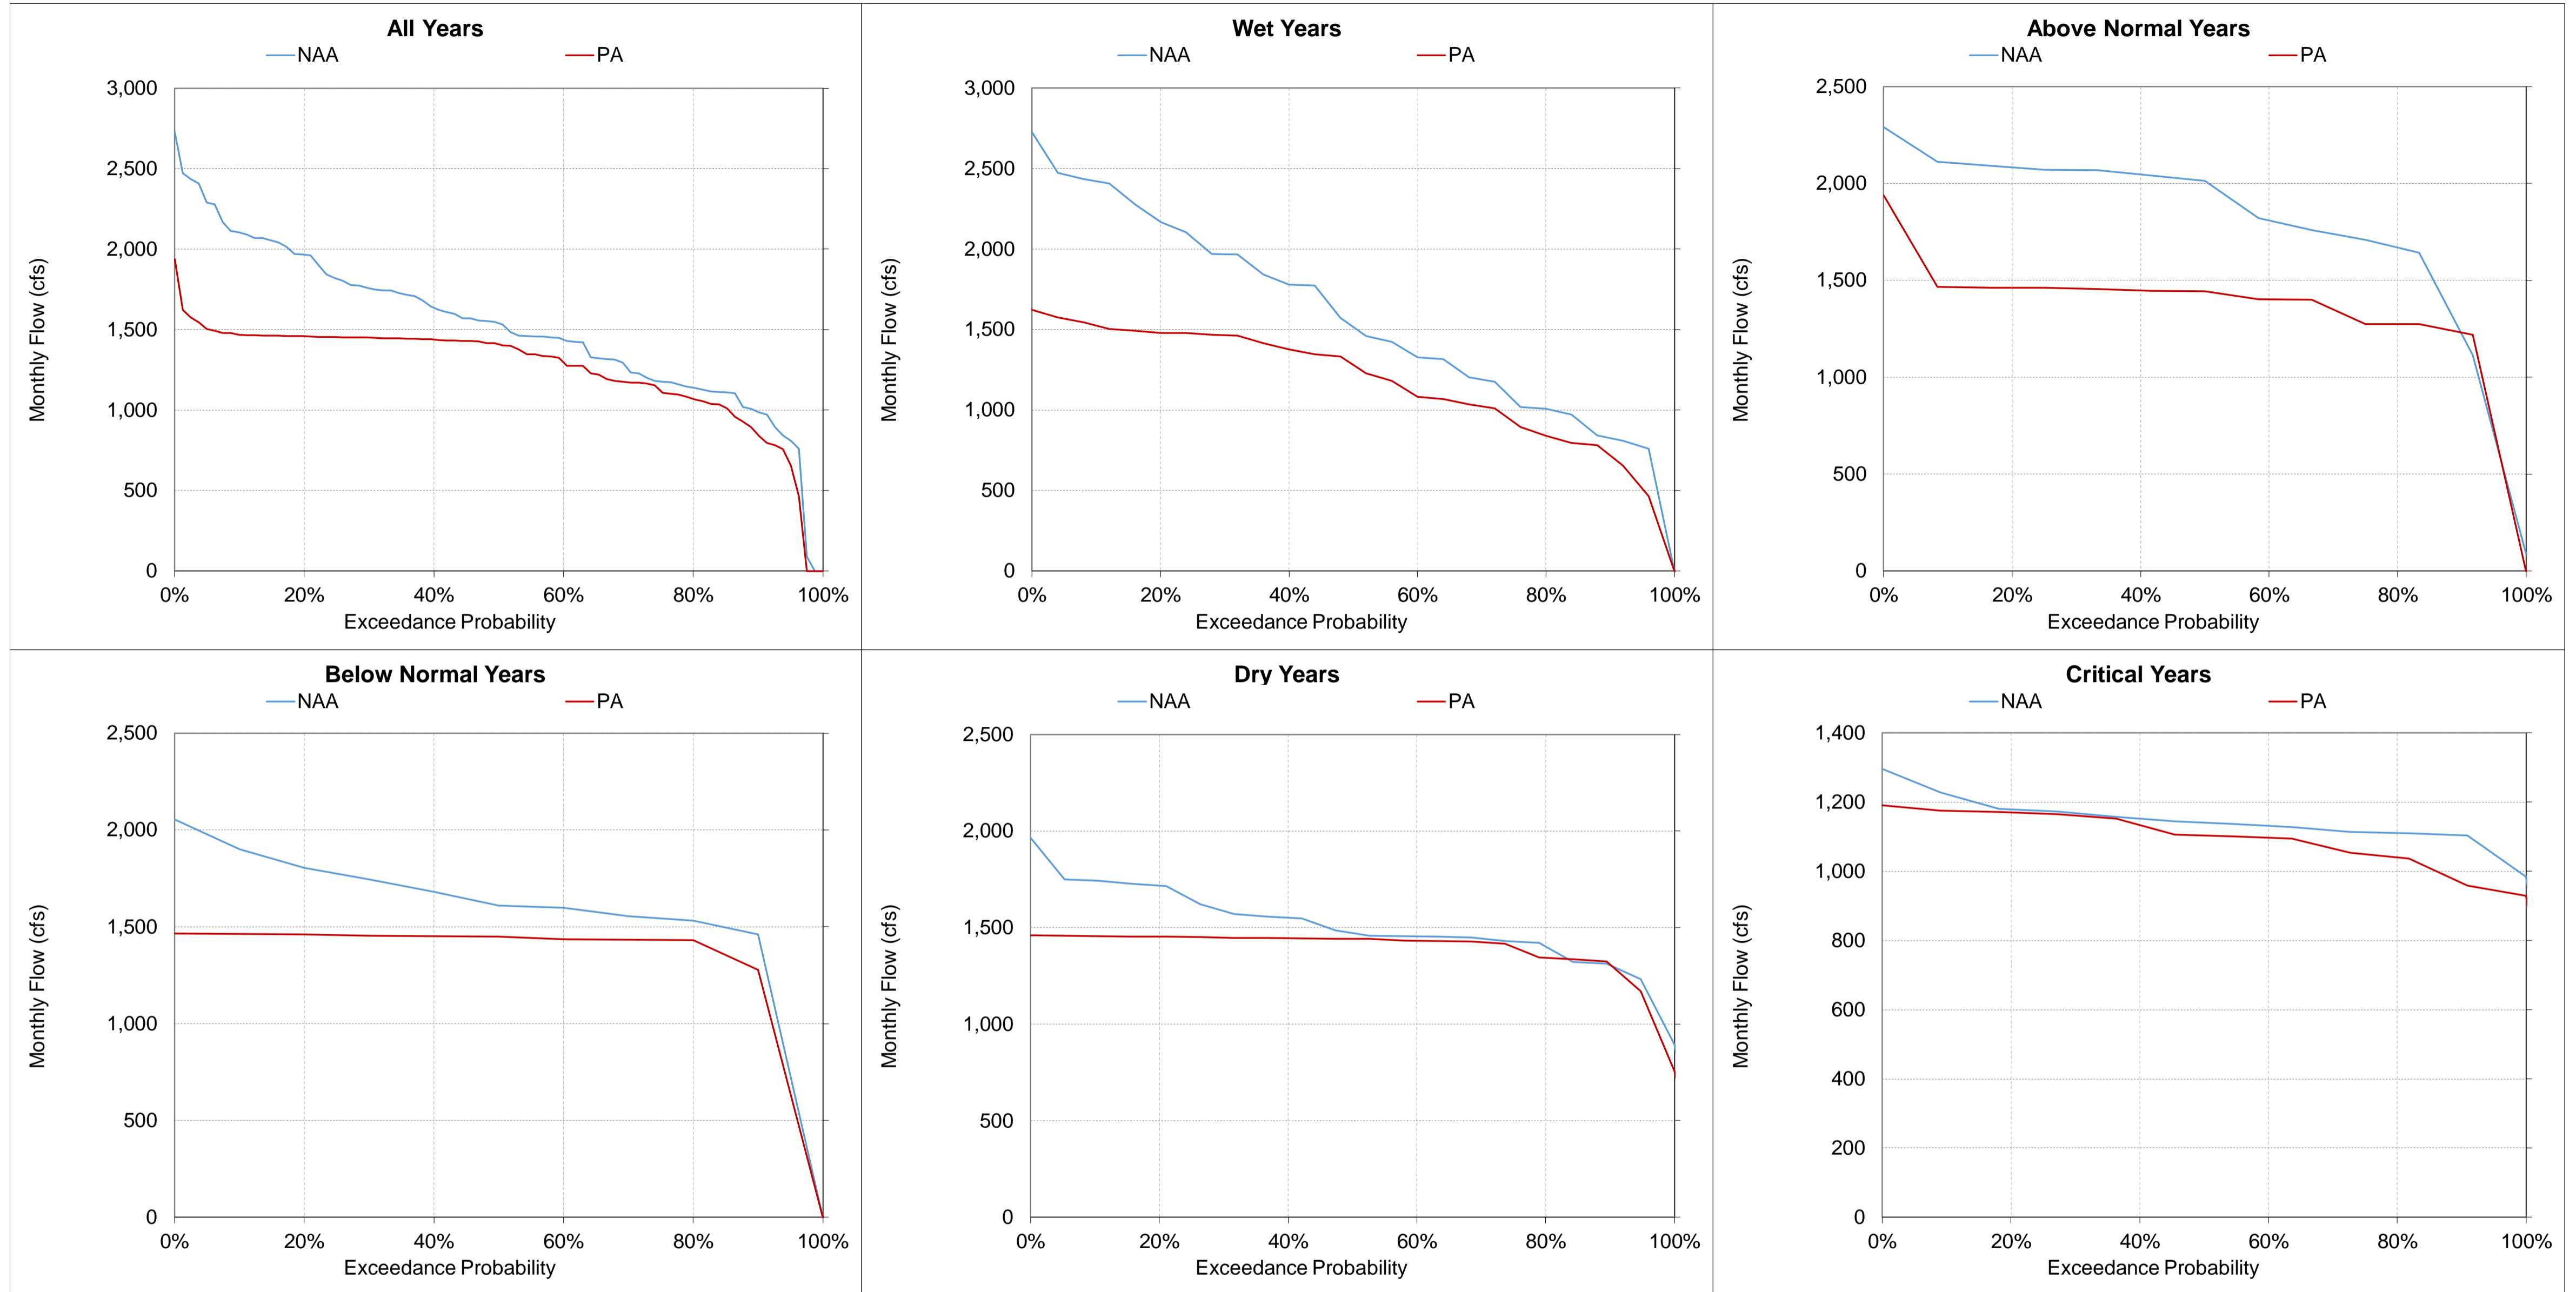 All Years
NAA PA
3,000
2,500
2,000
1,500
1,000
500
0
Monthly Flow (cfs)
0% 20% 40% 60% 80% 100%
Exceedance Probability
Wet Years
NAA PA
3,000
2,500
2,000
1,500
1,000
500
0
Monthly Flow (cfs)
0% 20% 40% 60% 80% 100%
Exceedance Probability
Above Normal Years
NAA PA
2,500
2,000
1,500
1,000
500
0
Monthly Flow (cfs)
0% 20% 40% 60% 80% 100%
Exceedance Probability
Below Normal Years
NAA PA
2,500
2,000
1,500
1,000
500
0
Monthly Flow (cfs)
0% 20% 40% 60% 80% 100%
Exceedance Probability
Dry Years
NAA PA
2,500
2,000
1,500
1,000
500
0
Monthly Flow (cfs)
0% 20% 40% 60% 80% 100%
Exceedance Probability
Critical Years
NAA PA
1,400
1,200
1,000
800
600
400
200
0
Monthly Flow (cfs)
0% 20% 40% 60% 80% 100%
Exceedance Probability